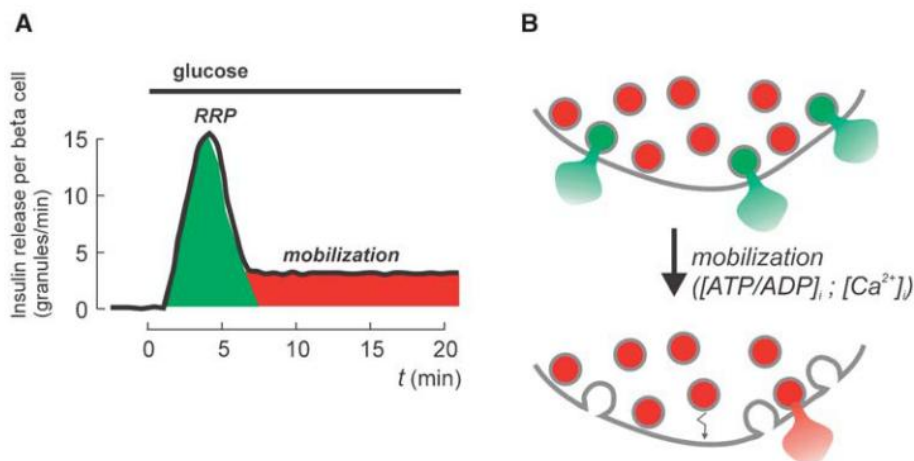 A
glucose
RRP
Insulin release per beta cell
(granules/min)
15
10
5
0
mobilization
0 5 10 15 20
t (min)
B
mobilization
([ATP/ADP]i ; [Ca2+]i)